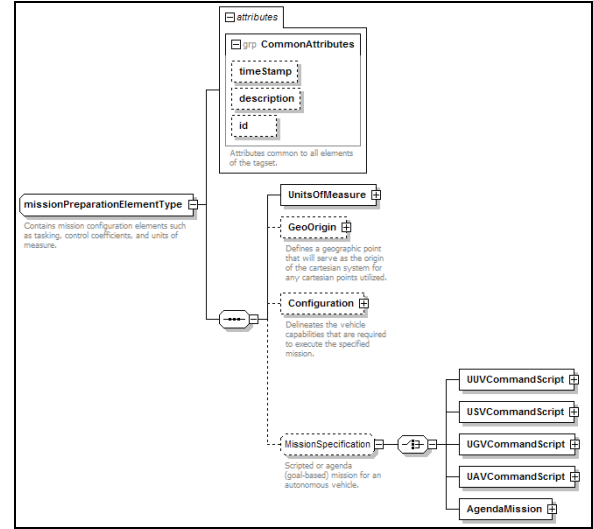 attributes
grp CommonAttributes
timeStamp
description
id
Attributes common to all elements
of the tagset.
missionPreparationElementType
Contains mission configuration elements such
as tasking, control coefficients, and units of
measure.
UnitsOfMeasure
GeoOrigin
Defines a geographic point
that will serve as the origin
of the cartesian system for
any cartesian points utilized.
Configuration
Delineates the vehicle
capabilities that are required
to execute the specified
mission.
MissionSpecification
Scripted or agenda
(goal-based) mission for an
autonomous vehicle.
UUVCommandScript
USVCommandScript
UGVCommandScript
UAVCommandScript
AgendaMission